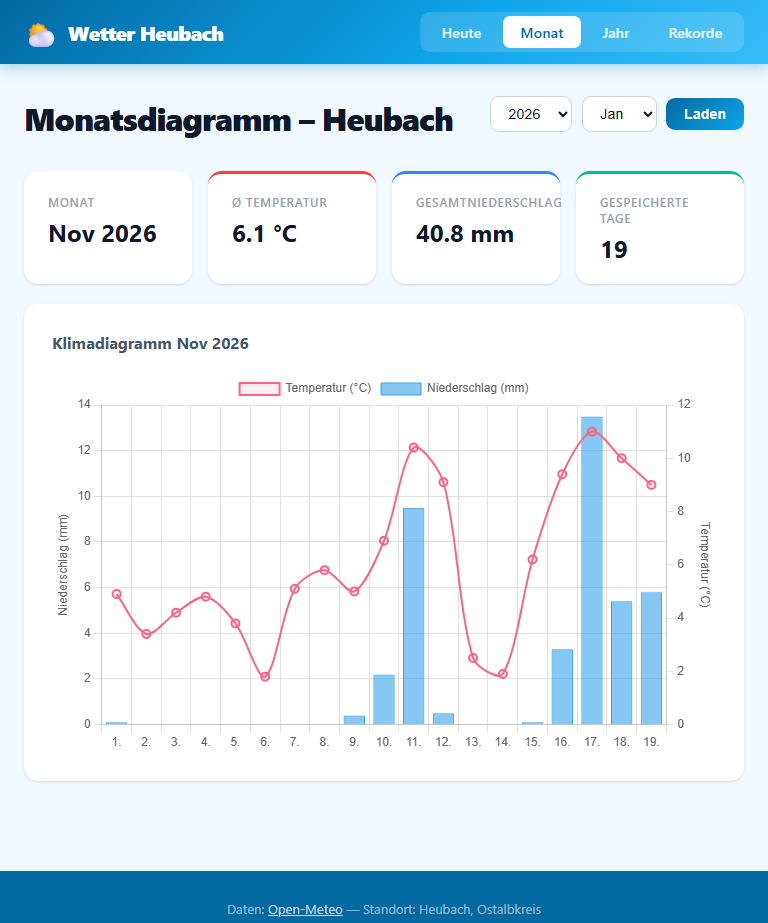 Wetter Heubach
Heute Monat Jahr Rekorde
Monatsdiagramm – Heubach
2026 Jan Laden
MONAT
Nov 2026
Ø TEMPERATUR
6.1 °C
GESAMTNIEDERSCHLAG
40.8 mm
GESPEICHERTE
TAGE
19
Klimadiagramm Nov 2026
Temperatur (°C) Niederschlag (mm)
14
12
10
8
6
4
2
0
Niederschlag (mm)
12
10
8
6
4
2
0
Temperatur (°C)
1. 2. 3. 4. 5. 6. 7. 8. 9. 10. 11. 12. 13. 14. 15. 16. 17. 18. 19.
Daten: Open-Meteo — Standort: Heubach, Ostalbkreis